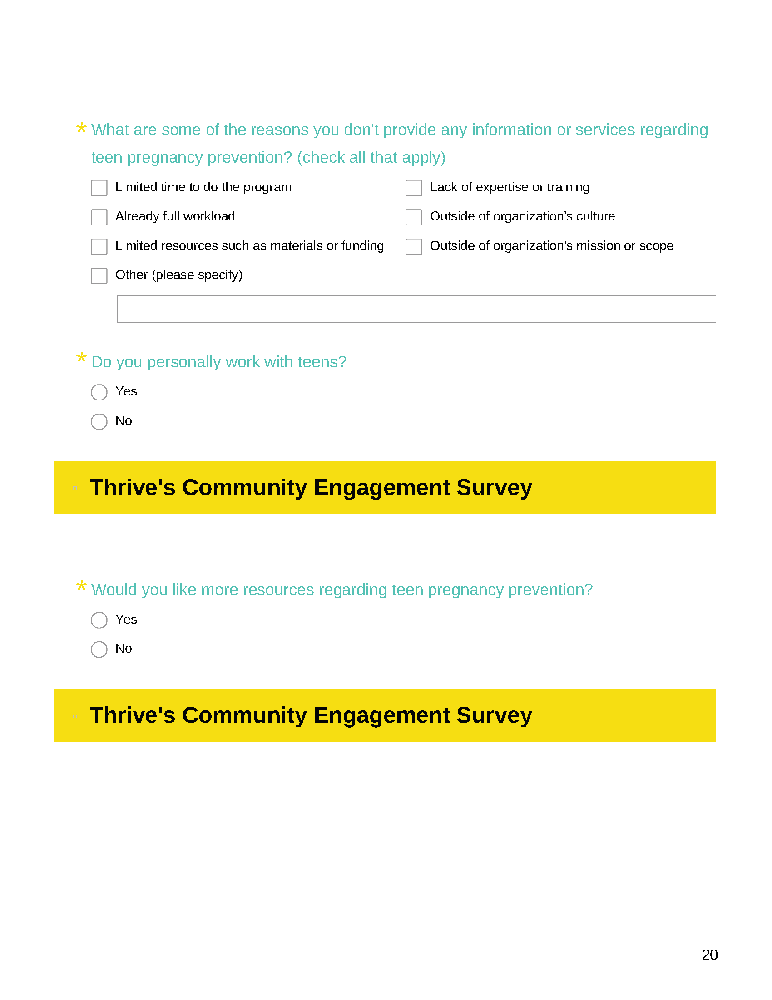 * What are some of the reasons you don't provide any information or services regarding
teen pregnancy prevention? (check all that apply)
Limited time to do the program
Lack of expertise or training
Already full workload
Outside of organization's culture
Limited resources such as materials or funding
Outside of organization's mission or scope
Other (please specify)
* Do you personally work with teens?
Yes
No
Thrive's Community Engagement Survey
* Would you like more resources regarding teen pregnancy prevention?
Yes
No
Thrive's Community Engagement Survey
20